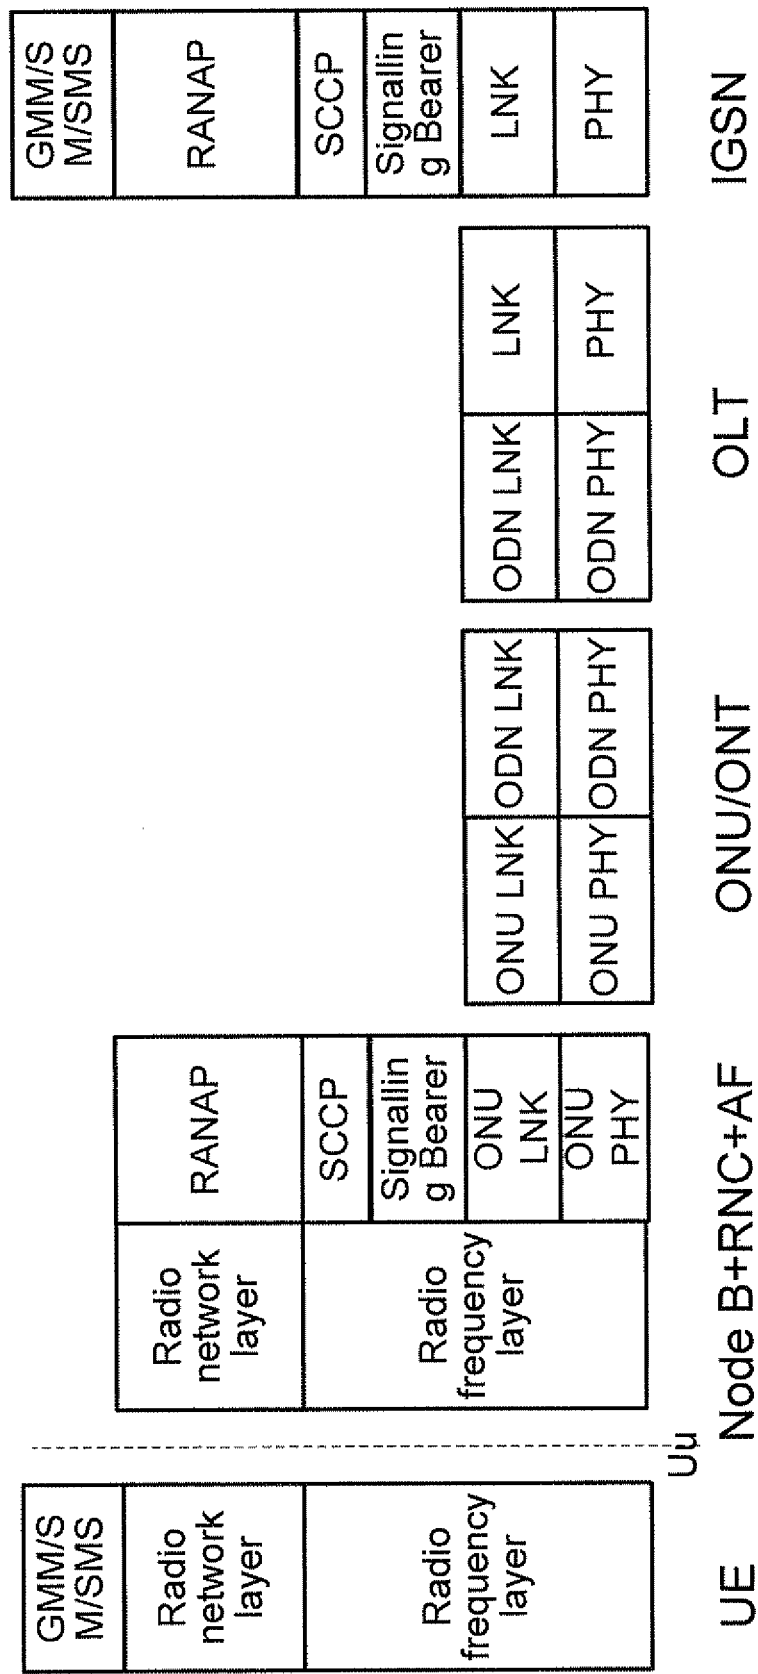 GMM/S
M/SMS
Radio
network
layer
Radio
frequency
layer
UE
Uu
Radio
network
layer
Radio
frequency
layer
RANAP
SCCP
Signallin
g Bearer
ONU
LNK
ONU
PHY
Node B+RNC+AF
ONU LNK
ONU PHY
ODN LNK
ODN PHY
ONU/ONT
ODN LNK
ODN PHY
LNK
PHY
OLT
GMM/S
M/SMS
RANAP
SCCP
Signallin
g Bearer
LNK
PHY
IGSN